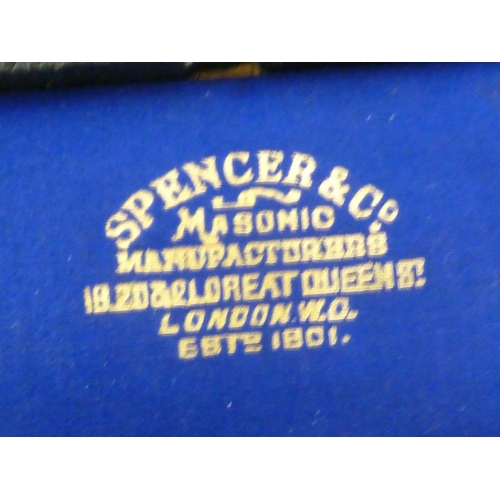 SPENCER & Co
MASONIC
MANUFACTURERS
19, 20 & 21 GREAT QUEEN ST.
LONDON. W.C.
ESTD 1801.